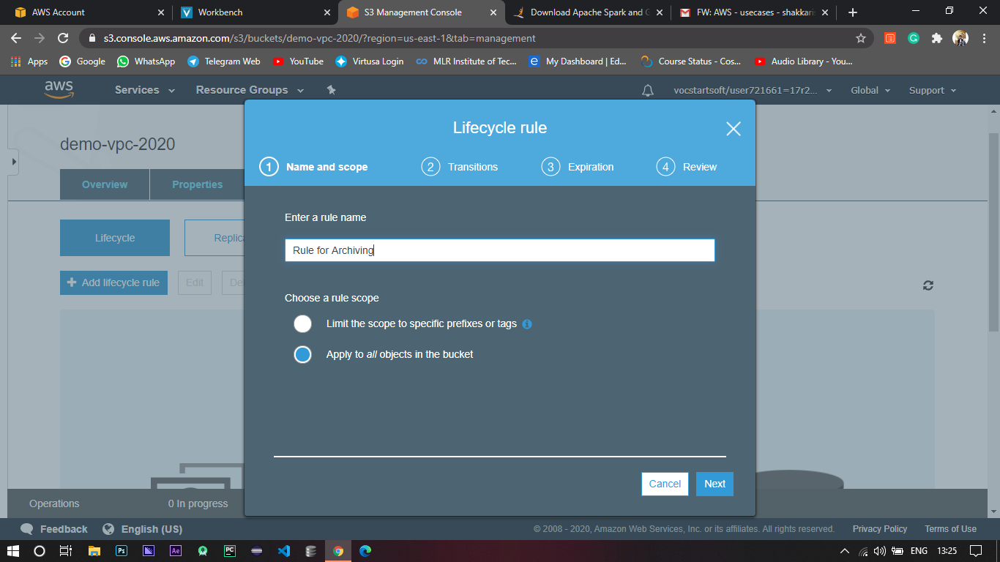 AWS Account
Workbench
S3 Management Console
Download Apache Spark and G
FW: AWS - usecases - shakkari
s3.console.aws.amazon.com/s3/buckets/demo-vpc-2020/?region=us-east-1&tab=management
Apps
Google
WhatsApp
Telegram Web
YouTube
Virtusa Login
MLR Institute of Tec...
My Dashboard | Ed...
Course Status - Cos...
Audio Library - You...
aws
Services
Resource Groups
vocstartsoft/user721661=17r2...
Global
Support
demo-vpc-2020
Overview
Properties
Lifecycle
Replica
+ Add lifecycle rule
Edit
De
Lifecycle rule
1 Name and scope
2 Transitions
3 Expiration
4 Review
Enter a rule name
Rule for Archiving
Choose a rule scope
Limit the scope to specific prefixes or tags
Apply to all objects in the bucket
Cancel
Next
Operations
0 In progress
Feedback
English (US)
© 2008 - 2020, Amazon Web Services, Inc. or its affiliates. All rights reserved.
Privacy Policy
Terms of Use
Ps
Ae
PC
ENG
13:25